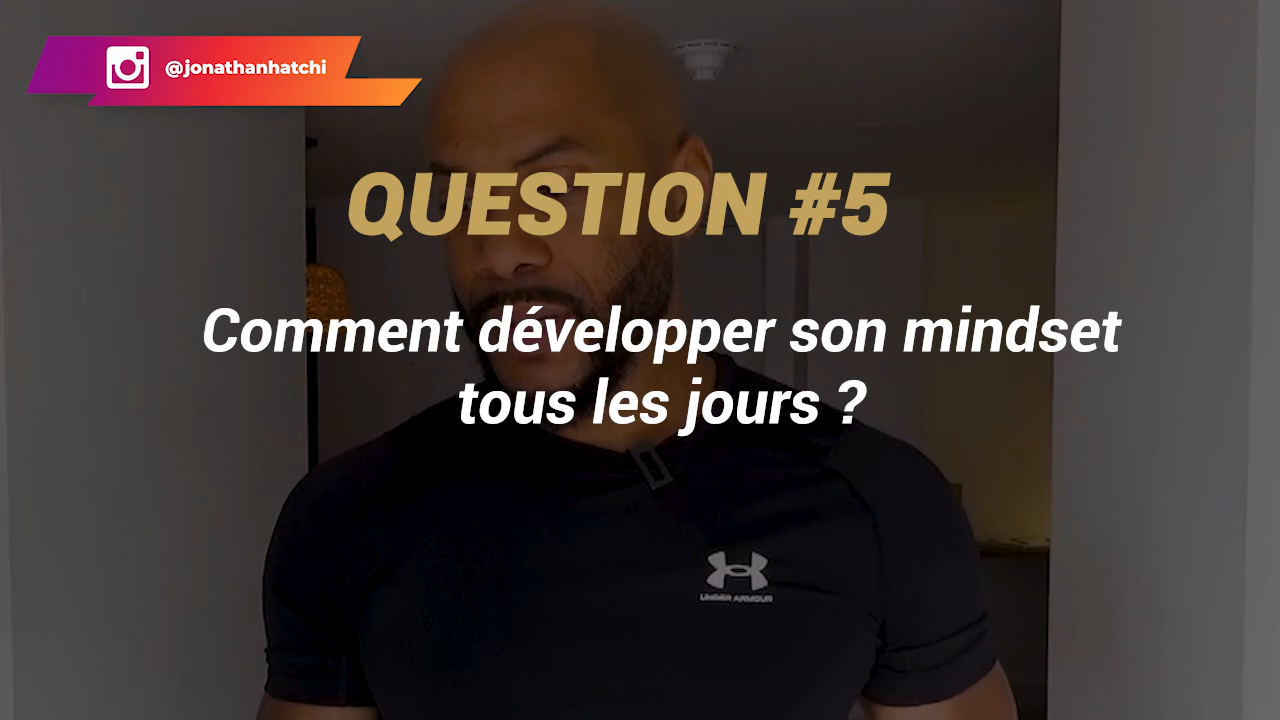 @jonathanhatchi
QUESTION #5
Comment développer son mindset
tous les jours ?
UNDER ARMOUR